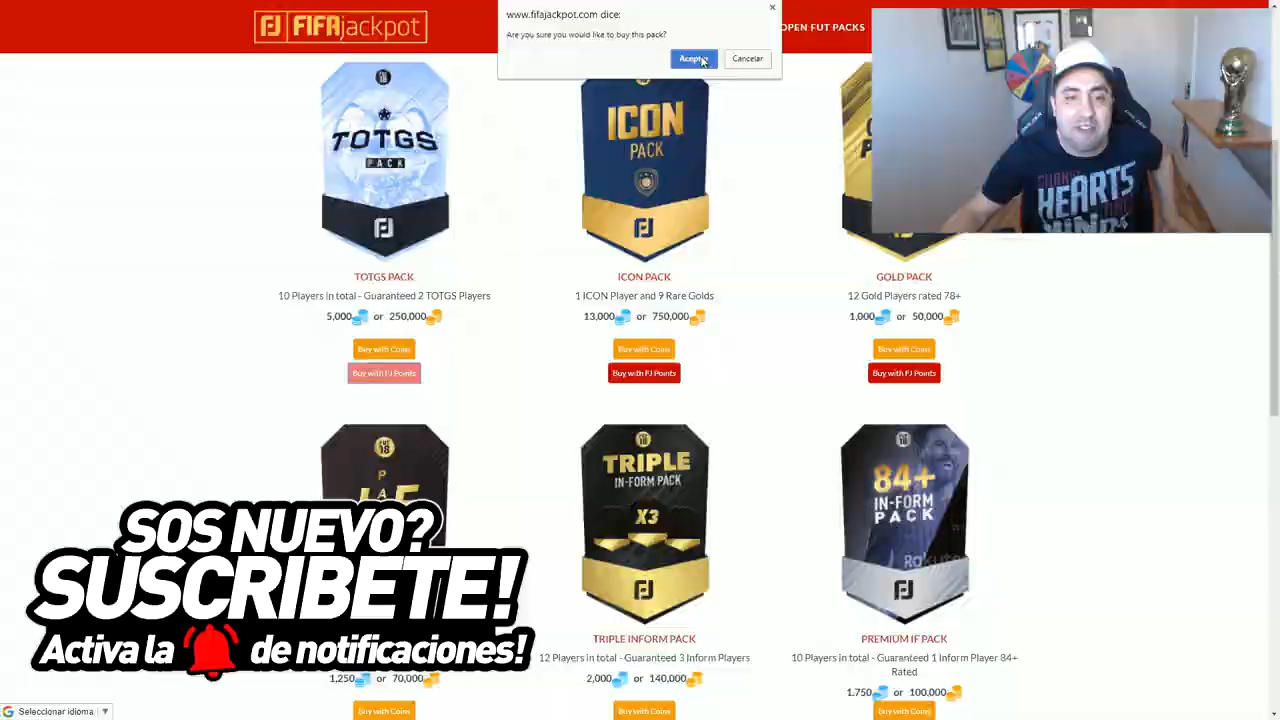 FIFAjackpot
www.fifajackpot.com dice:
Are you sure you would like to buy this pack?
Cancelar
OPEN FUT PACKS
TOTGS
PACK
ICON
PACK
HEARTS
TOTGS PACK
ICON PACK
GOLD PACK
10 Players in total - Guaranteed 2 TOTGS Players
1 ICON Player and 9 Rare Golds
12 Gold Players rated 78+
5,000 or 250,000
13,000 or 750,000
1,000 or 50,000
Buy with Coins
Buy with Coins
Buy with Coins
Buy with FJ Points
Buy with FJ Points
Buy with FJ Points
TRIPLE
IN-FORM PACK
X3
84+
IN-FORM
PACK
SOS NUEVO?
SUSCRIBETE!
Activa la de notificaciones!
TRIPLE INFORM PACK
PREMIUM IF PACK
12 Players in total - Guaranteed 3 Inform Players
10 Players in total - Guaranteed 1 Inform Player 84+
Rated
1,250 or 70,000
2,000 or 140,000
1.750 or 100,000
Buy with Coins
Buy with Coins
Buy with Coins
Seleccionar idioma